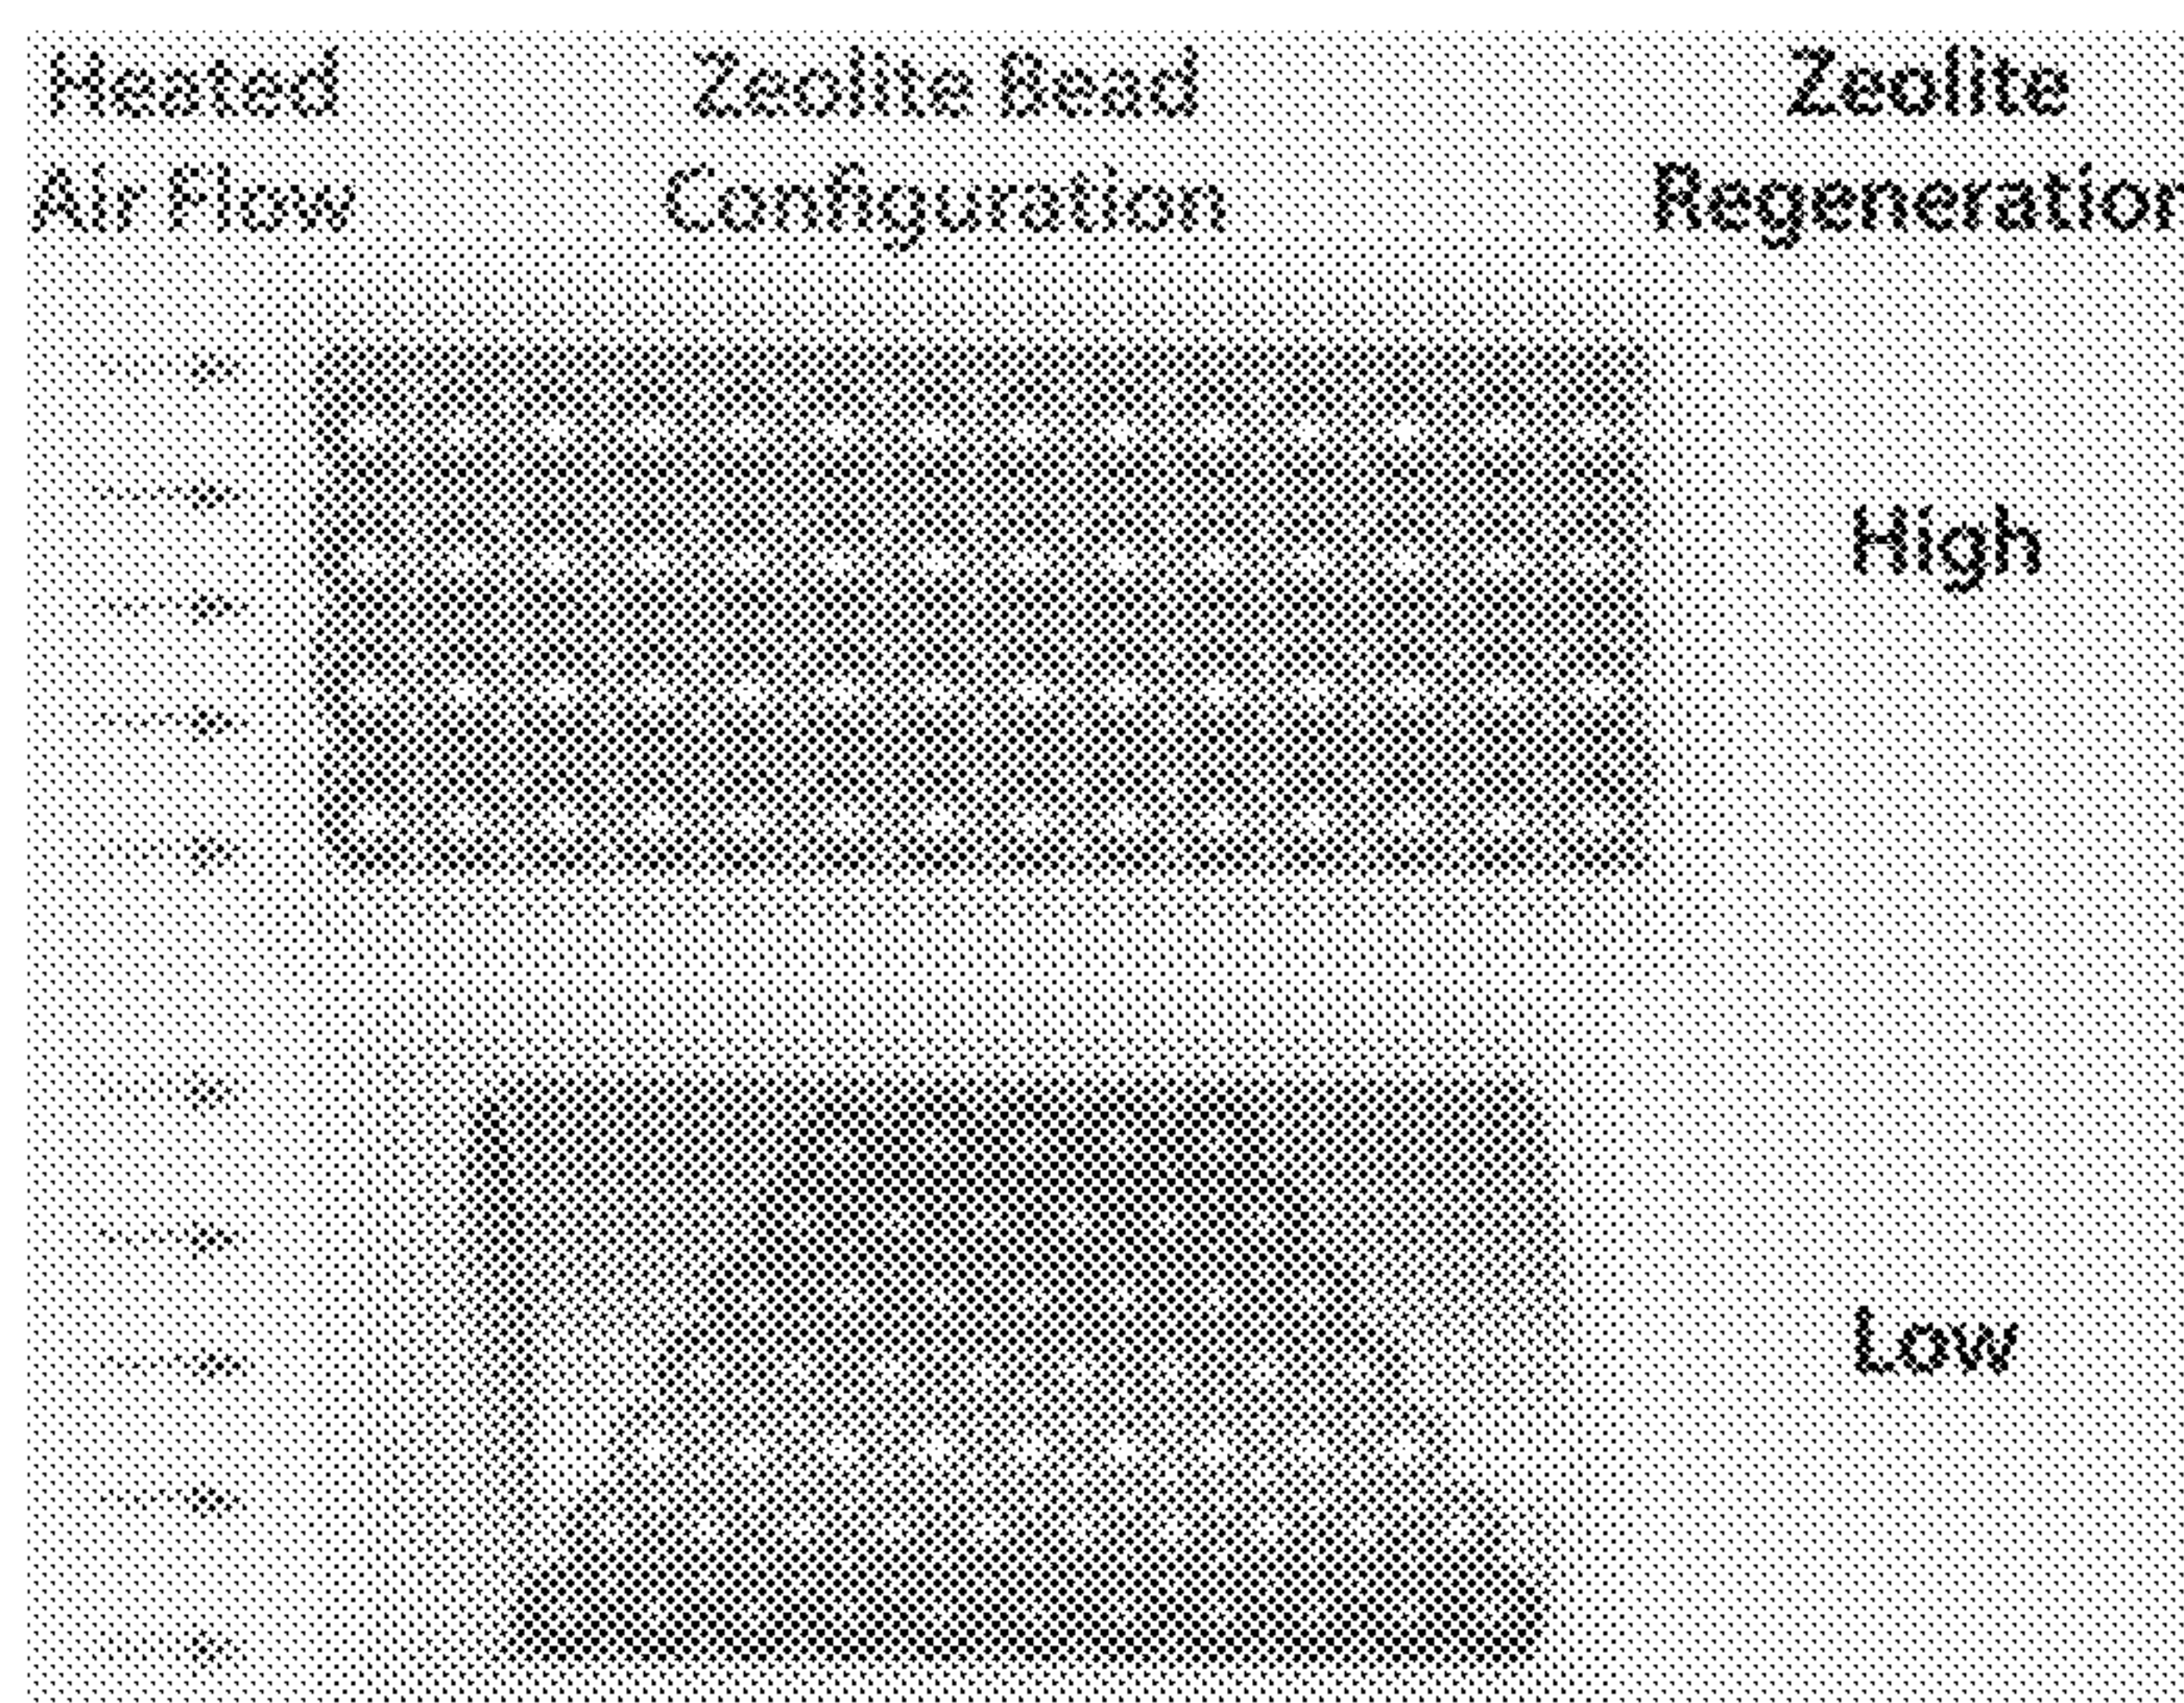 Heated
Air Flow
Zeolite Bead
Configuration
Zeolite
Regeneration
High
Low